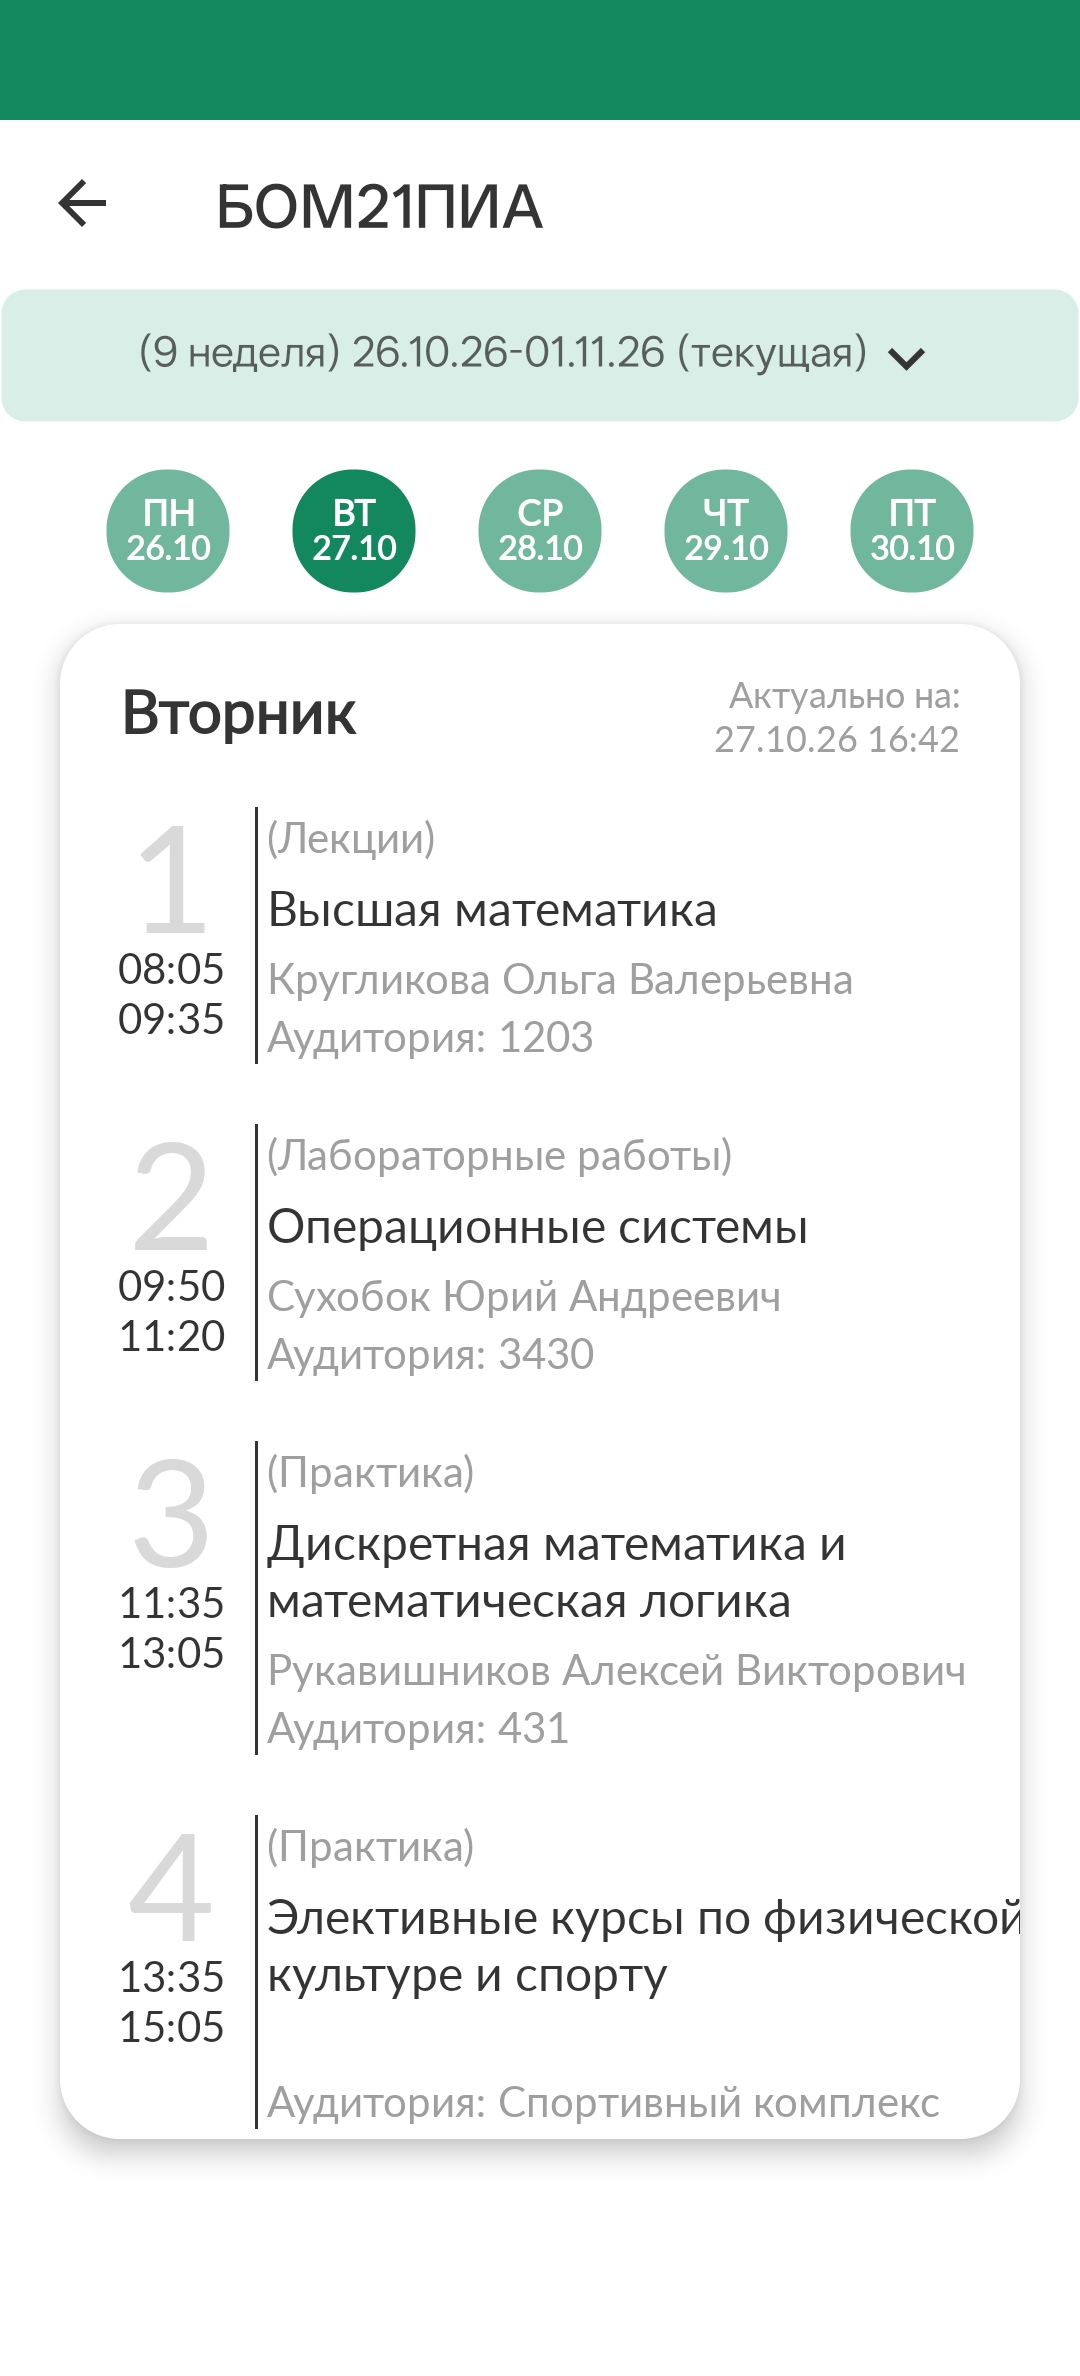 БОМ21ПИА
(9 неделя) 26.10.26-01.11.26 (текущая)
ПН ВТ СР ЧТ ПТ
26.10 27.10 28.10 29.10 30.10
Вторник
Актуально на:
27.10.26 16:42
1
08:05
09:35
(Лекции)
Высшая математика
Кругликова Ольга Валерьевна
Аудитория: 1203
2
09:50
11:20
(Лабораторные работы)
Операционные системы
Сухобок Юрий Андреевич
Аудитория: 3430
3
11:35
13:05
(Практика)
Дискретная математика и
математическая логика
Рукавишников Алексей Викторович
Аудитория: 431
4
13:35
15:05
(Практика)
Элективные курсы по физической
культуре и спорту
Аудитория: Спортивный комплекс